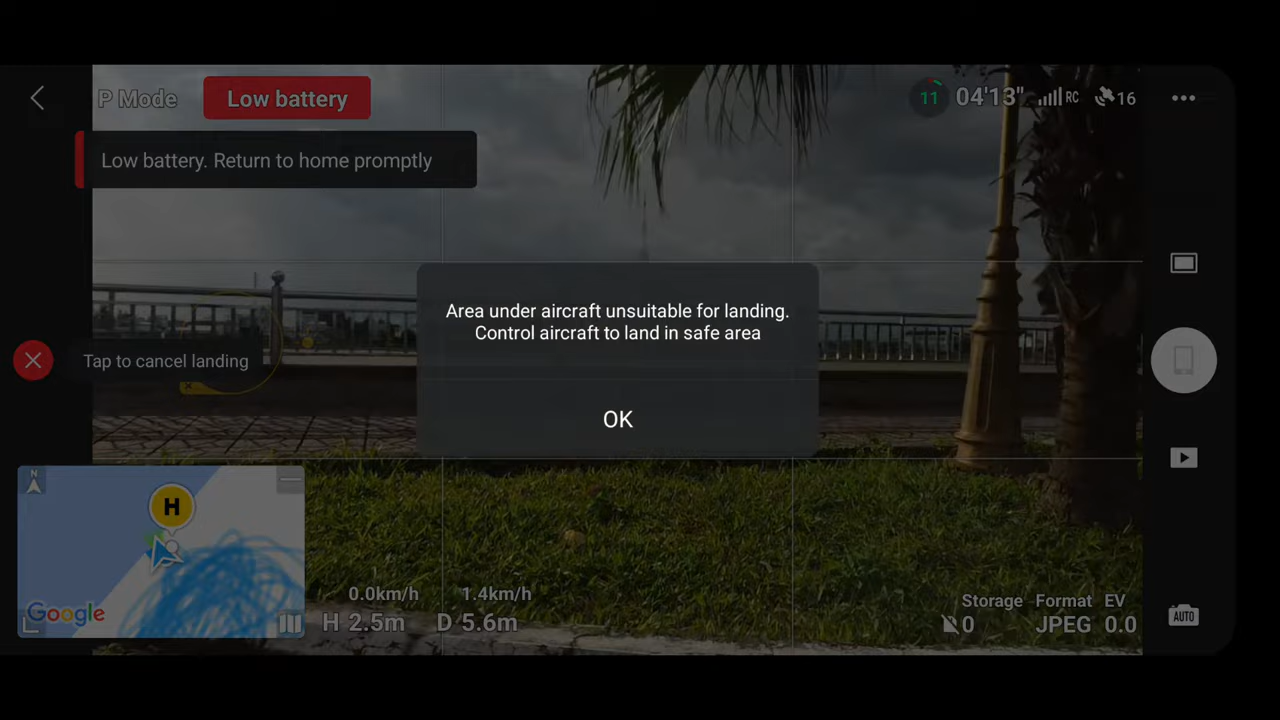 P Mode
Low battery
11
04'13"
RC
16
Low battery. Return to home promptly
Area under aircraft unsuitable for landing.
Control aircraft to land in safe area
Tap to cancel landing
OK
N
H
Google
0.0km/h
1.4km/h
H 2.5m
D 5.6m
Storage
Format
EV
0
JPEG
0.0
AUTO